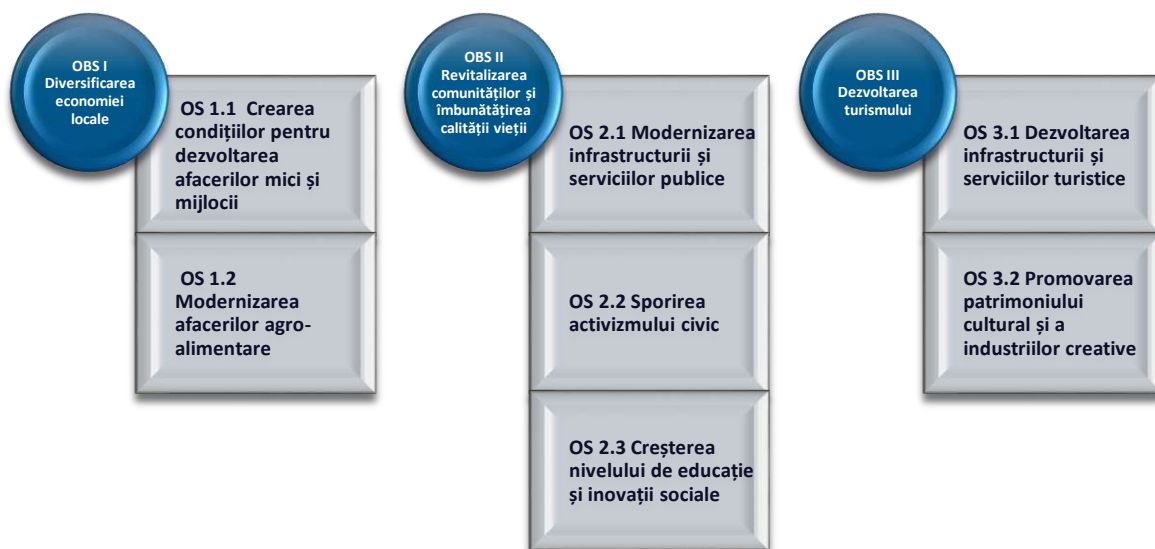 OBS I
Diversificarea
economiei
locale
OS 1.1 Crearea
condițiilor pentru
dezvoltarea
afacerilor mici și
mijlocii
OS 1.2
Modernizarea
afacerilor agro-
alimentare
OBS II
Revitalizarea
comunităților și
îmbunătățirea
calității vieții
OS 2.1 Modernizarea
infrastructurii și
serviciilor publice
OS 2.2 Sporirea
activizmului civic
OS 2.3 Creșterea
nivelului de educație
și inovații sociale
OBS III
Dezvoltarea
turismului
OS 3.1 Dezvoltarea
infrastructurii și
serviciilor turistice
OS 3.2 Promovarea
patrimoniului
cultural și a
industriilor creative